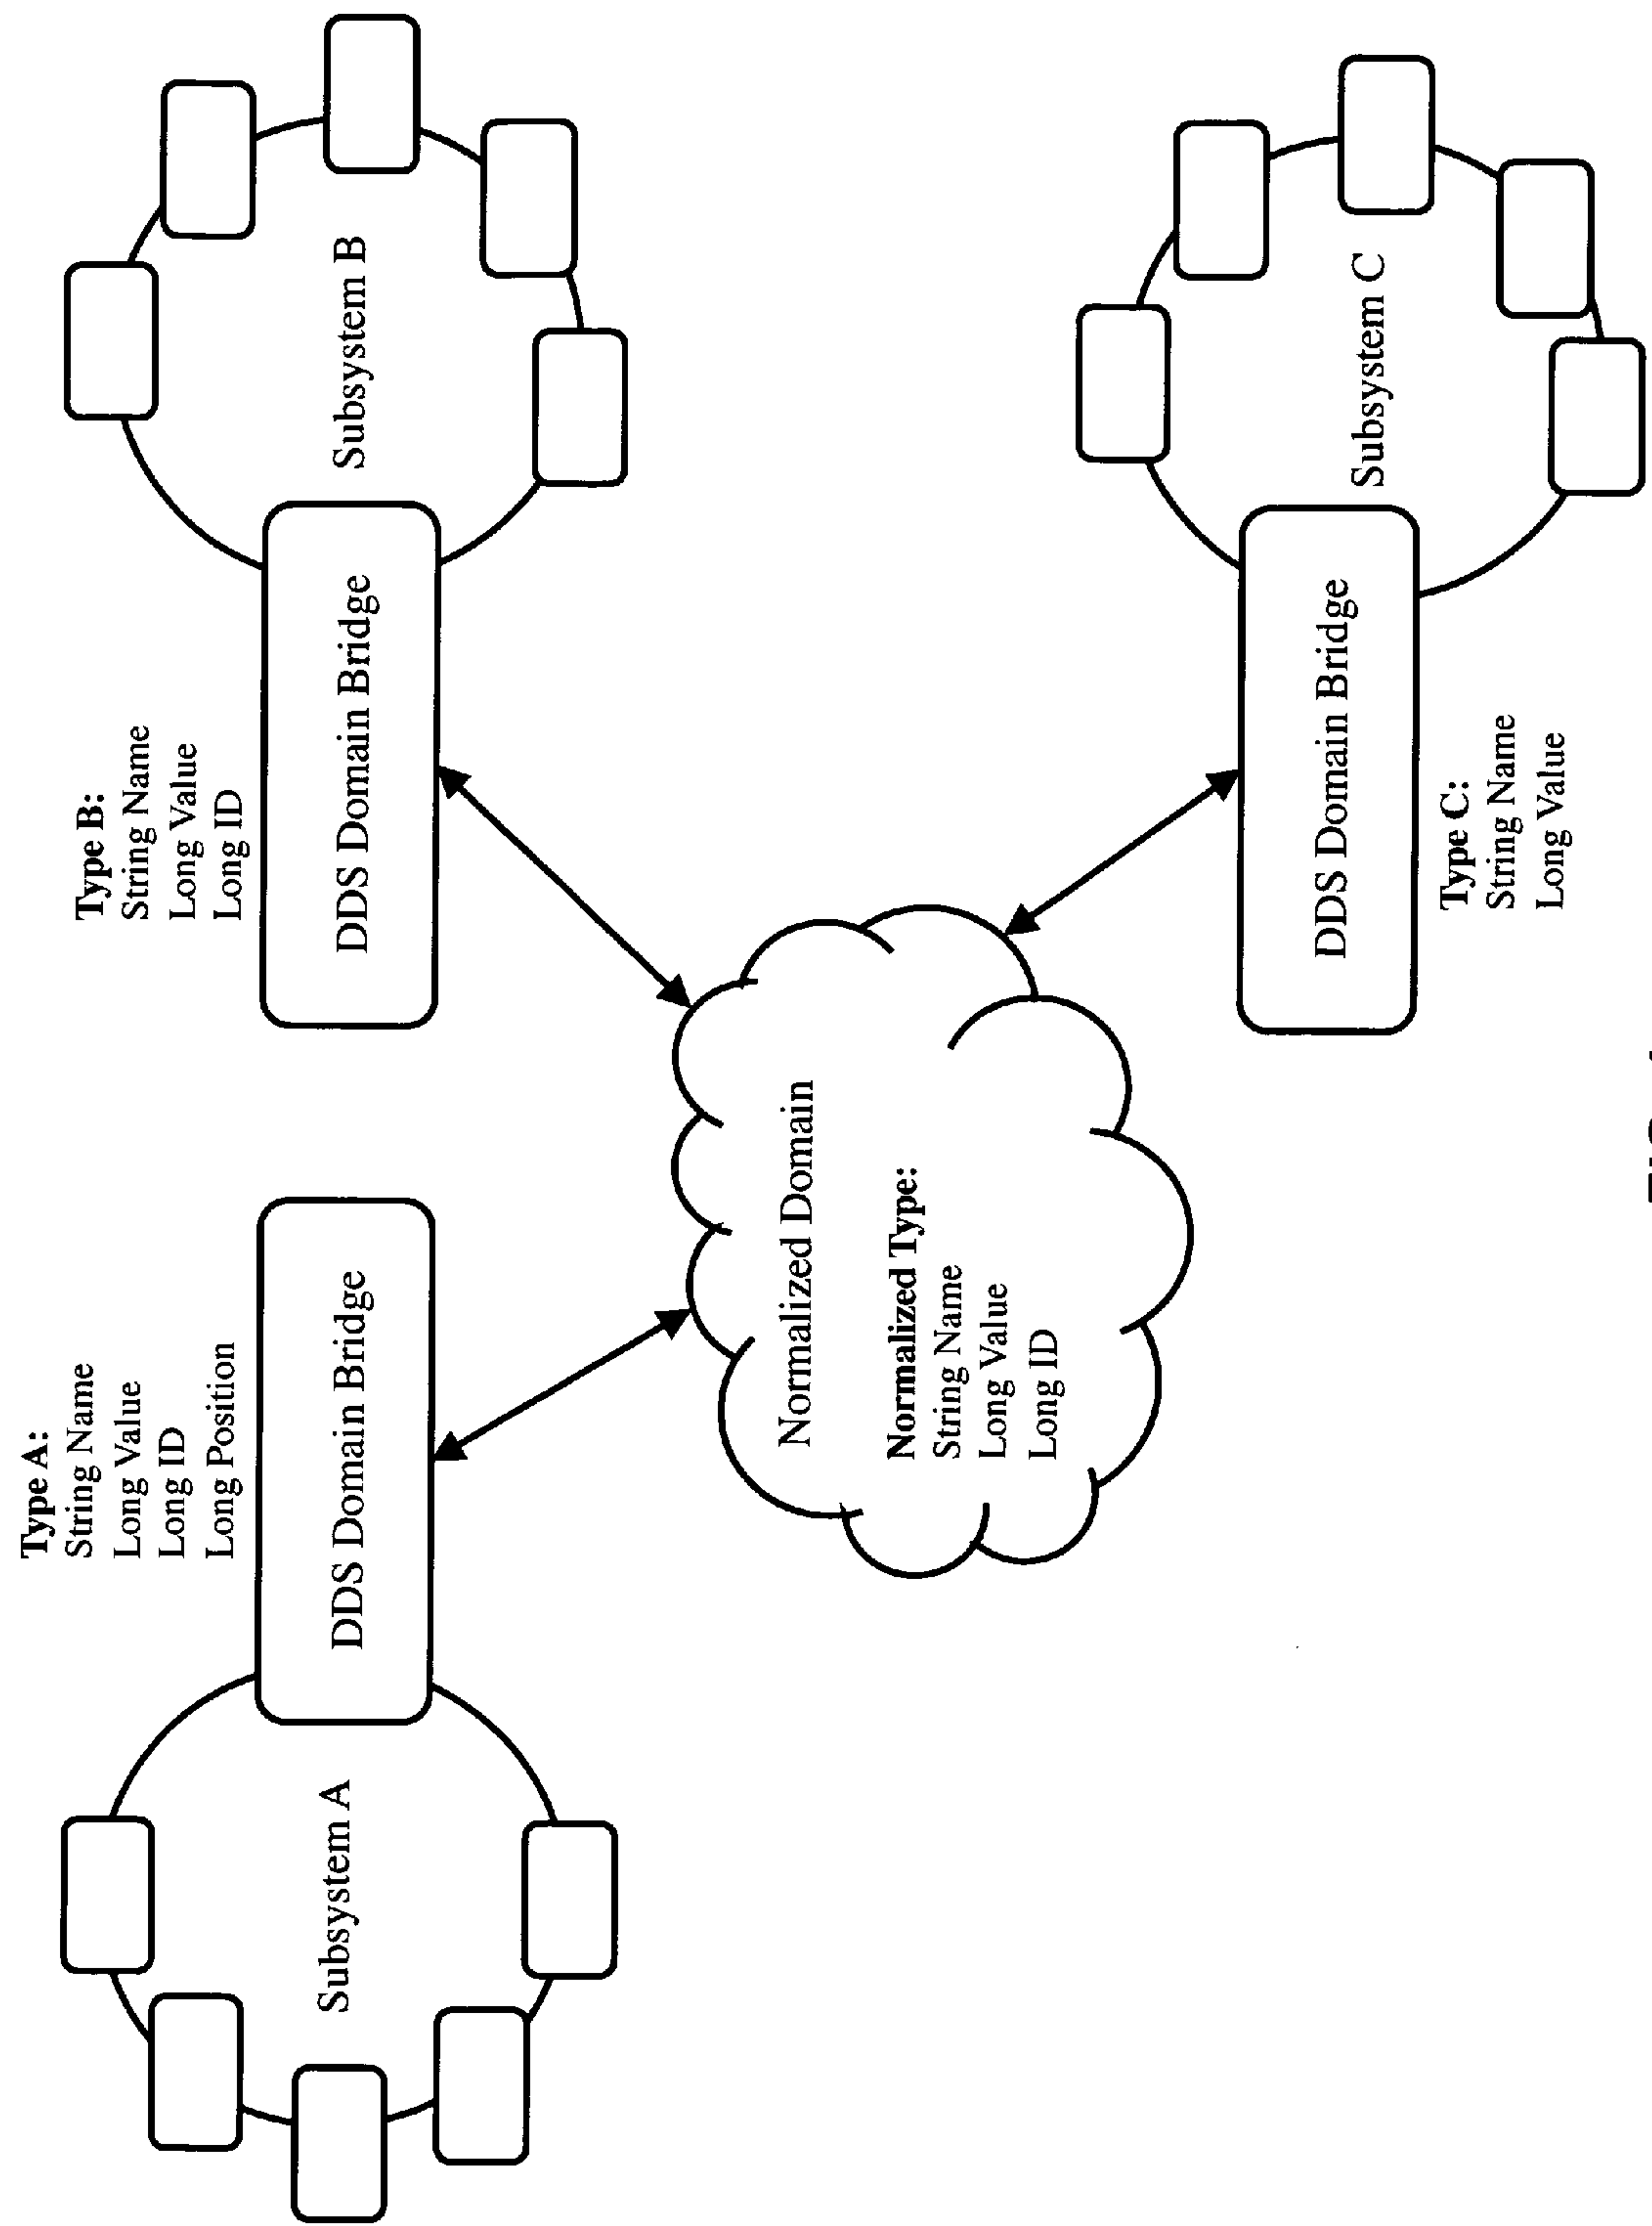 Type A:
String Name
Long Value
Long ID
Long Position
DDS Domain Bridge
Subsystem A
Type B:
String Name
Long Value
Long ID
DDS Domain Bridge
Subsystem B
Normalized Domain
Normalized Type:
String Name
Long Value
Long ID
DDS Domain Bridge
Subsystem C
Type C:
String Name
Long Value